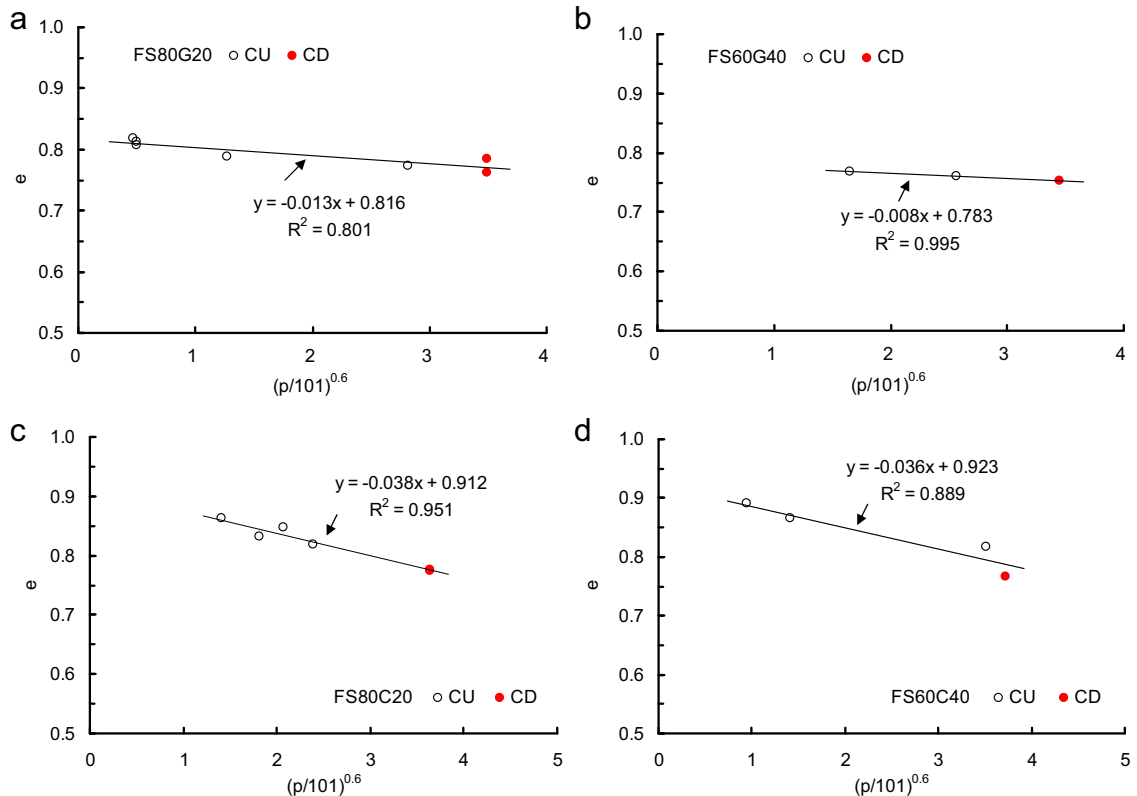 a
FS80G20 CU CD
1.0
0.9
0.8
0.7
0.6
0.5
e
y = -0.013x + 0.816
R² = 0.801
0 1 2 3 4
(p/101)^0.6
b
FS60G40 CU CD
1.0
0.9
0.8
0.7
0.6
0.5
e
y = -0.008x + 0.783
R² = 0.995
0 1 2 3 4
(p/101)^0.6
c
1.0
0.9
0.8
0.7
0.6
0.5
e
y = -0.038x + 0.912
R² = 0.951
FS80C20 CU CD
0 1 2 3 4 5
(p/101)^0.6
d
1.0
0.9
0.8
0.7
0.6
0.5
e
y = -0.036x + 0.923
R² = 0.889
FS60C40 CU CD
0 1 2 3 4 5
(p/101)^0.6